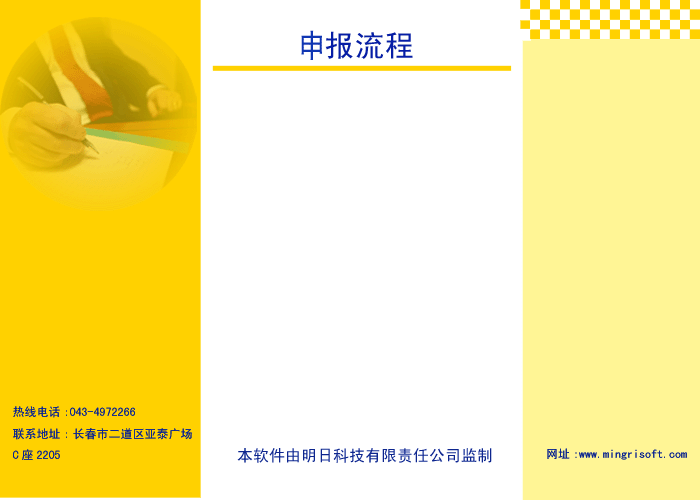 申报流程
热线电话:043-4972266
联系地址:长春市二道区亚泰广场
C座2205
本软件由明日科技有限责任公司监制
网址:www.mingrisoft.com